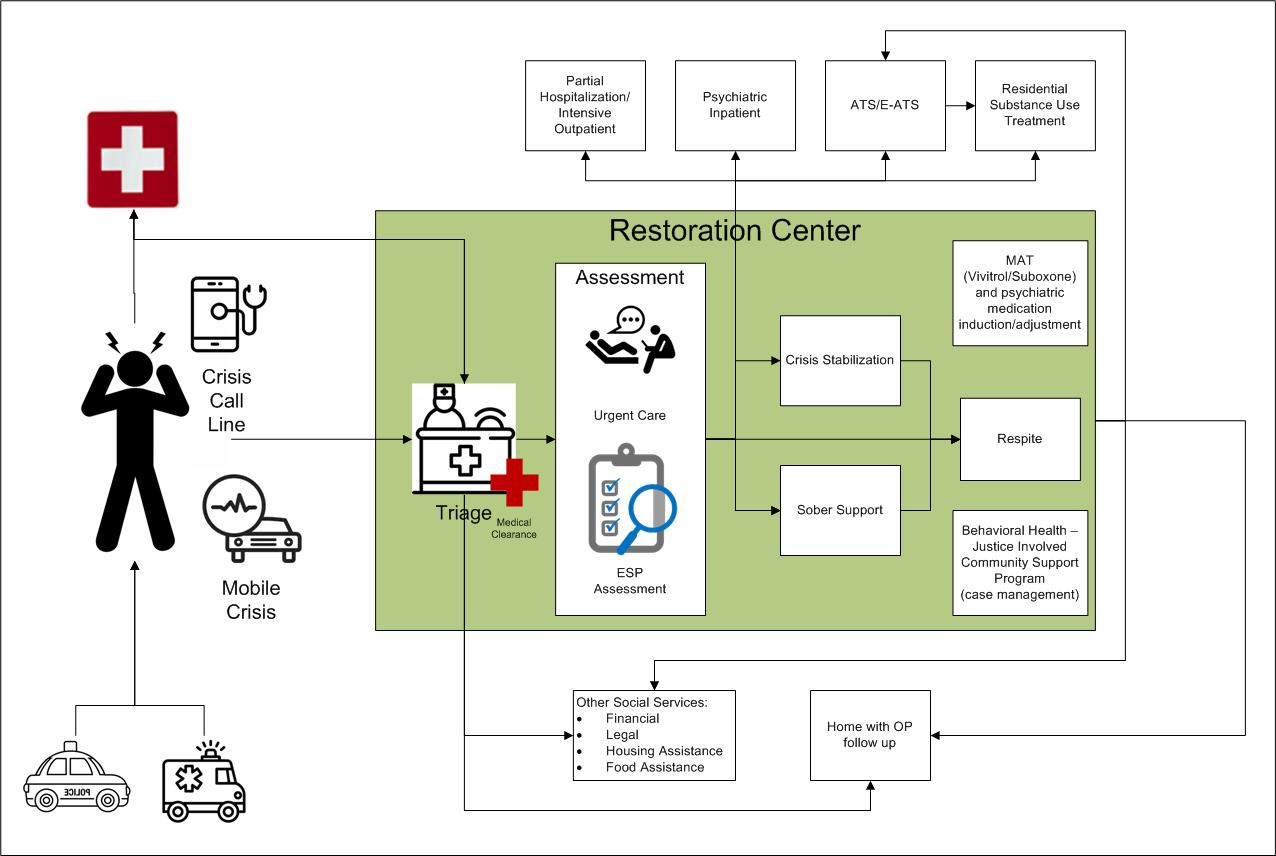 Partial
Hospitalization/
Intensive
Outpatient
Psychiatric
Inpatient
ATS/E-ATS
Residential
Substance Use
Treatment
Restoration Center
Assessment
Urgent Care
ESP
Assessment
Crisis
Call
Line
Mobile
Crisis
Triage
Medical
Clearance
Crisis Stabilization
Sober Support
MAT
(Vivitrol/Suboxone)
and psychiatric
medication
induction/adjustment
Respite
Behavioral Health –
Justice Involved
Community Support
Program
(case management)
POLICE
Other Social Services:
• Financial
• Legal
• Housing Assistance
• Food Assistance
Home with OP
follow up